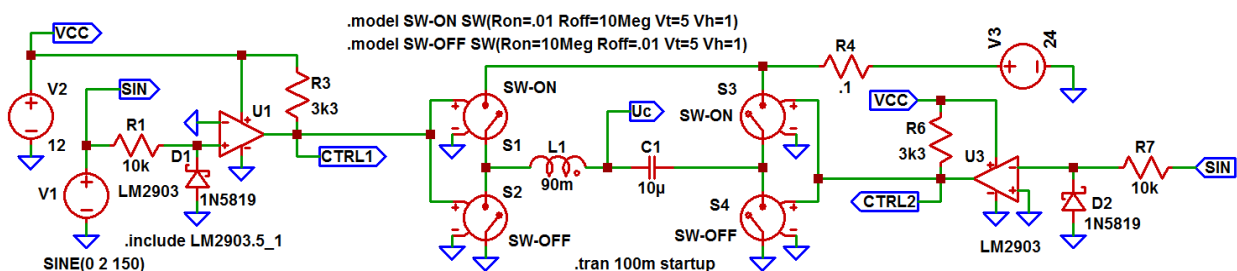 .model SW-ON SW(Ron=.01 Roff=10Meg Vt=5 Vh=1)
.model SW-OFF SW(Ron=10Meg Roff=.01 Vt=5 Vh=1)
VCC
V2
12
SIN
R1
10k
V1
SINE(0 2 150)
D1
1N5819
LM2903
.include LM2903.5_1
U1
R3
3k3
CTRL1
SW-ON
S1
S2
SW-OFF
L1
90m
Uc
C1
10µ
S3
SW-ON
S4
SW-OFF
.tran 100m startup
R4
.1
V3
24
VCC
R6
3k3
U3
CTRL2
LM2903
D2
1N5819
R7
10k
SIN